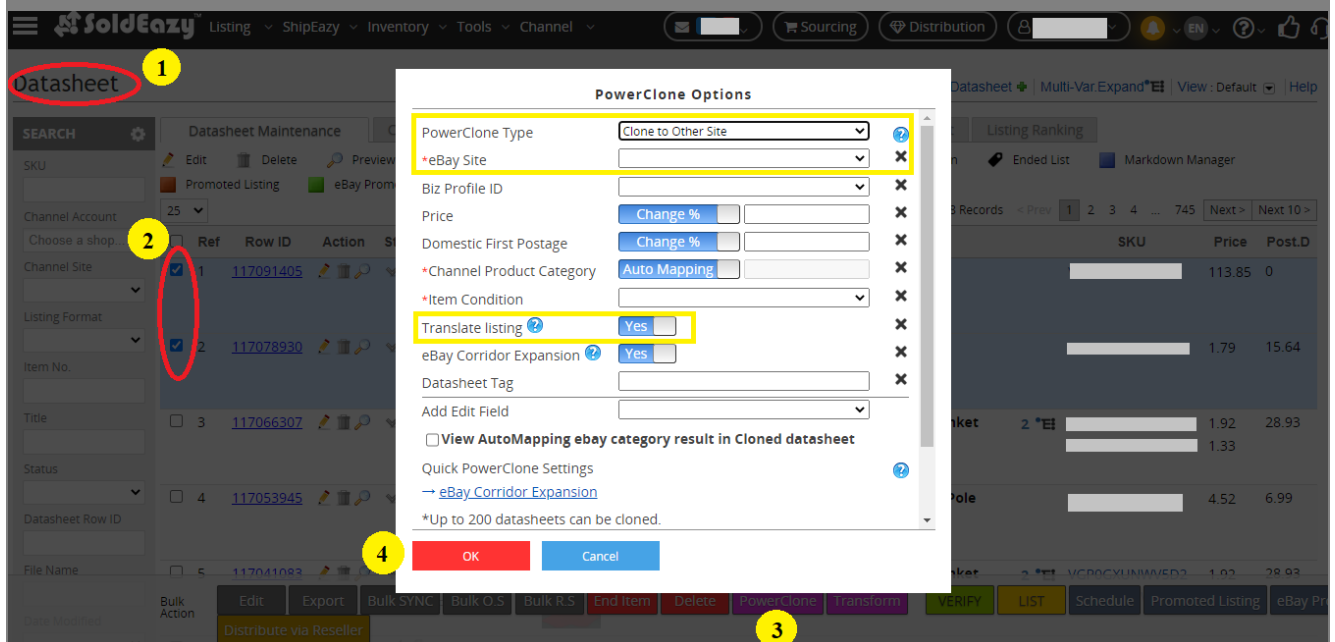 SoldEazy™ Listing ShipEazy Inventory Tools Channel Sourcing Distribution EN
Datasheet
1
Datasheet Multi-Var.Expand View : Default Help
SEARCH
Datasheet Maintenance
Listing Ranking
Edit Delete Preview
Ended List Markdown Manager
Promoted Listing
25
Records <Prev 1 2 3 4 ... 745 Next > Next 10 >
Ref Row ID Action
SKU Price Post.D
SKU
Channel Account
Choose a shop...
Channel Site
Listing Format
Item No.
Title
Status
Datasheet Row ID
File Name
Date Modified
2
1 117091405
113.85 0
2 117078930
1.79 15.64
3 117066307
2
1.92 28.93
1.33
4 117053945
Pole
4.52 6.99
5 117041083
2
1.92 28.93
PowerClone Options
PowerClone Type Clone to Other Site
*eBay Site
Biz Profile ID
Price Change %
Domestic First Postage Change %
*Channel Product Category Auto Mapping
*Item Condition
Translate listing Yes
eBay Corridor Expansion Yes
Datasheet Tag
Add Edit Field
View AutoMapping ebay category result in Cloned datasheet
Quick PowerClone Settings
→ eBay Corridor Expansion
*Up to 200 datasheets can be cloned.
4
OK Cancel
Bulk Action
Edit Export Bulk SYNC Bulk O.S Bulk R.S End Item Delete PowerClone Transform VERIFY LIST Schedule Promoted Listing
Distribute via Reseller
3